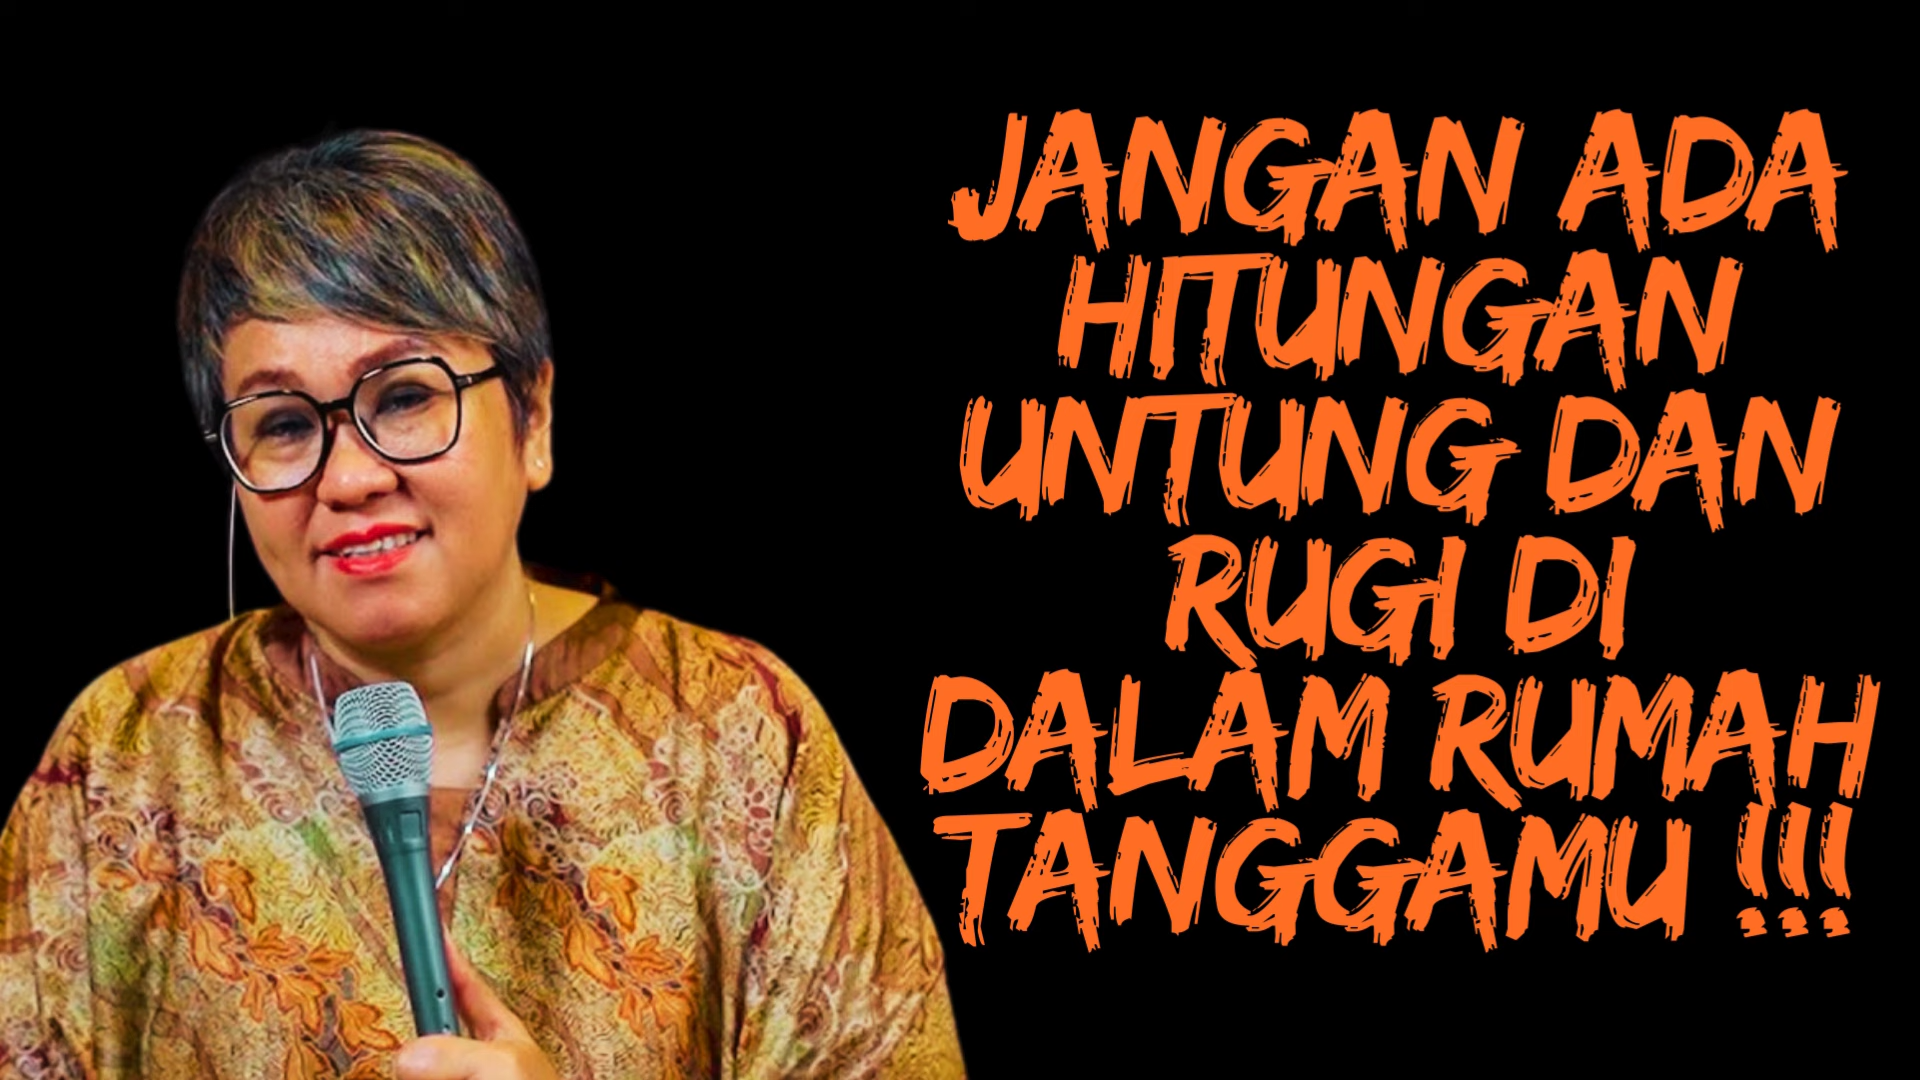 JANGAN ADA
HITUNGAN
UNTUNG DAN
RUGI DI
DALAM RUMAH
TANGGAMU !!!